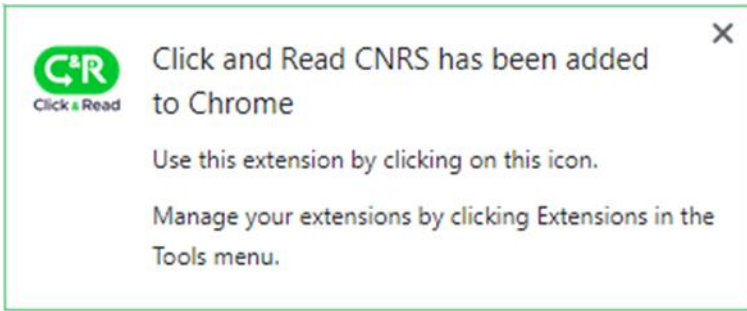 C&R
Click & Read
Click and Read CNRS has been added
to Chrome
Use this extension by clicking on this icon.
Manage your extensions by clicking Extensions in the
Tools menu.